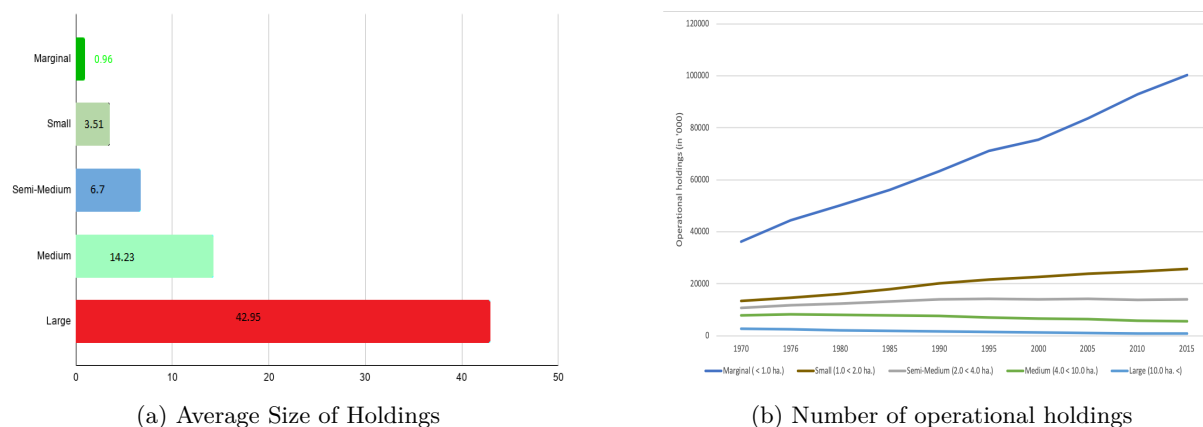 Marginal
0.96
Small
3.51
Semi-Medium
6.7
Medium
14.23
Large
42.95
0 10 20 30 40 50
(a) Average Size of Holdings
120000
100000
80000
60000
40000
20000
0
Operational holdings (in '000)
1970 1976 1980 1985 1990 1995 2000 2005 2010 2015
Marginal ( < 1.0 ha.) Small (1.0 < 2.0 ha.) Semi-Medium (2.0 < 4.0 ha.) Medium (4.0 < 10.0 ha.) Large (10.0 ha. <)
(b) Number of operational holdings